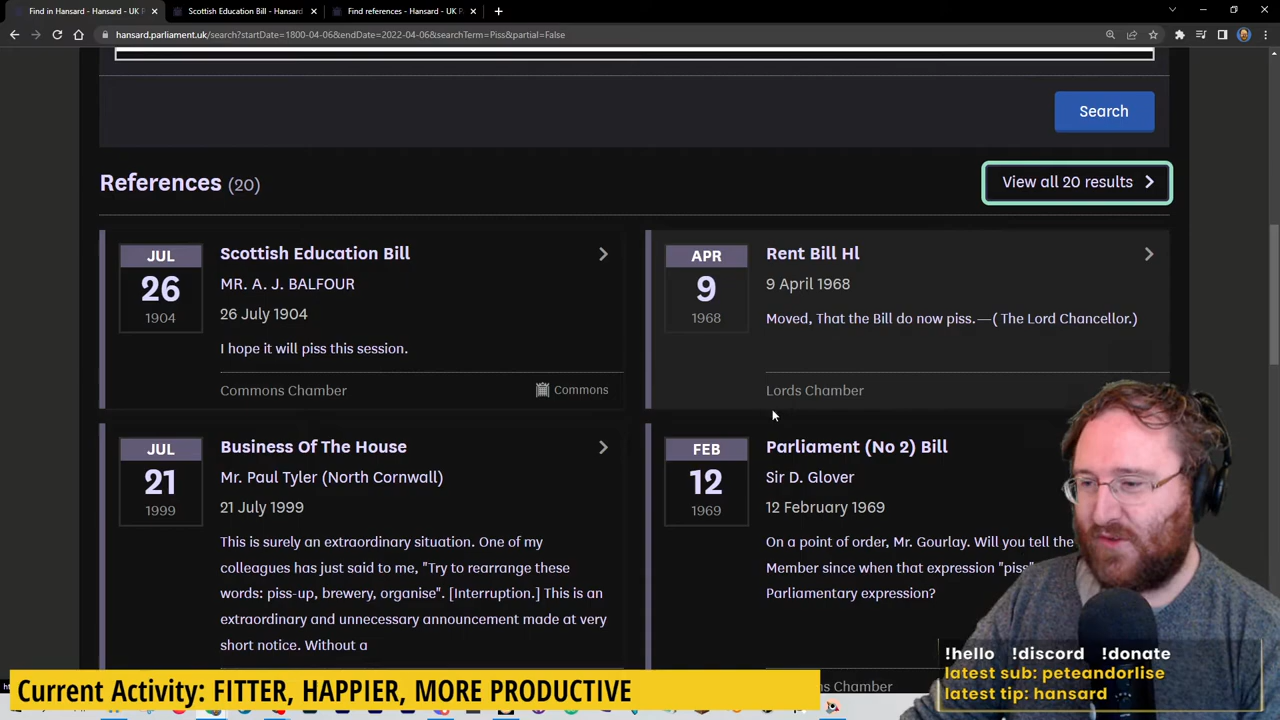 Find in Hansard - Hansard - UK P
Scottish Education Bill - Hansard
Find references - Hansard - UK P
hansard.parliament.uk/search?startDate=1800-04-06&endDate=2022-04-06&searchTerm=Piss&partial=False
Search
References (20)
View all 20 results
JUL
26
1904
Scottish Education Bill
MR. A. J. BALFOUR
26 July 1904
I hope it will piss this session.
Commons Chamber
Commons
APR
9
1968
Rent Bill Hl
9 April 1968
Moved, That the Bill do now piss.—( The Lord Chancellor.)
Lords Chamber
JUL
21
1999
Business Of The House
Mr. Paul Tyler (North Cornwall)
21 July 1999
This is surely an extraordinary situation. One of my
colleagues has just said to me, "Try to rearrange these
words: piss-up, brewery, organise". [Interruption.] This is an
extraordinary and unnecessary announcement made at very
short notice. Without a
FEB
12
1969
Parliament (No 2) Bill
Sir D. Glover
12 February 1969
On a point of order, Mr. Gourlay. Will you tell the
Member since when that expression "piss
Parliamentary expression?
Commons Chamber
!hello !discord !donate
latest sub: peteandorlise
latest tip: hansard
Current Activity: FITTER, HAPPIER, MORE PRODUCTIVE